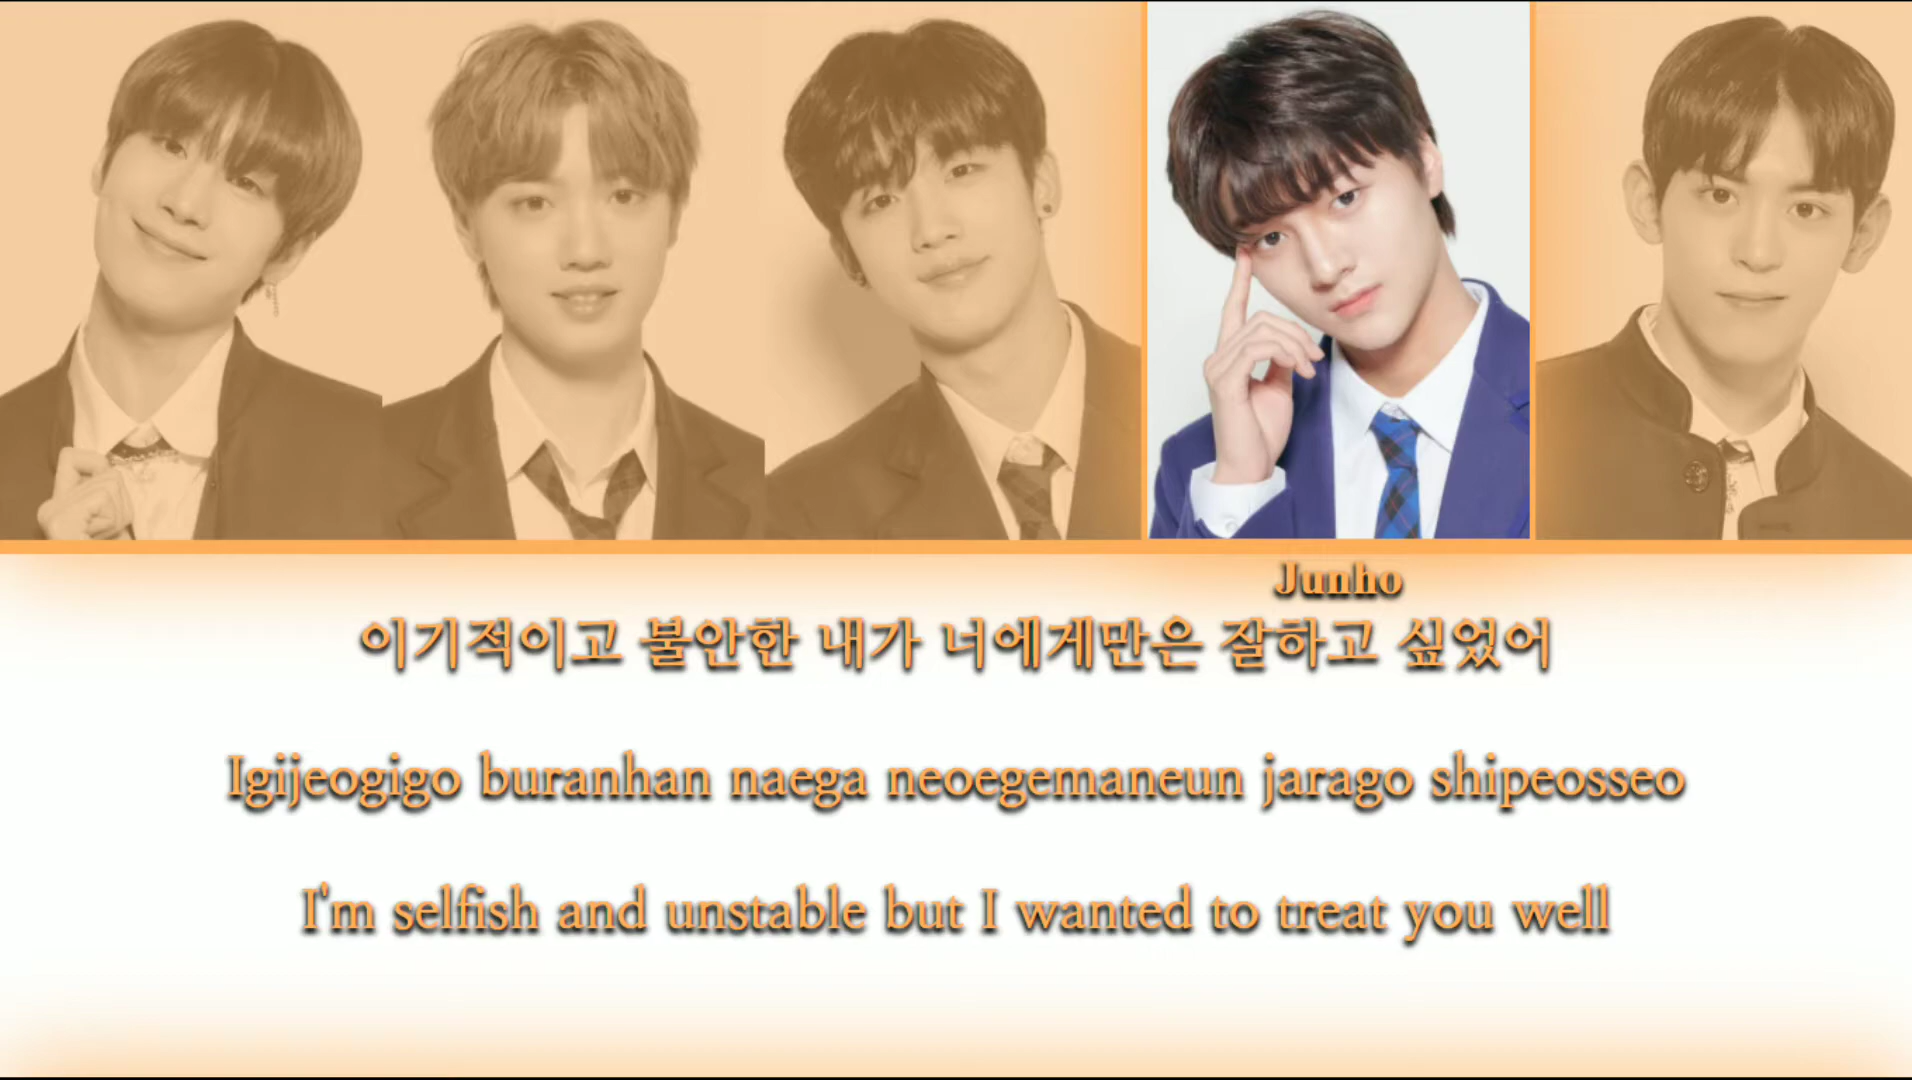 Junho
이기적이고 불안한 내가 너에게만은 잘하고 싶었어
Igijeogigo buranhan naega neoegemaneun jarago shipeosseo
I'm selfish and unstable but I wanted to treat you well